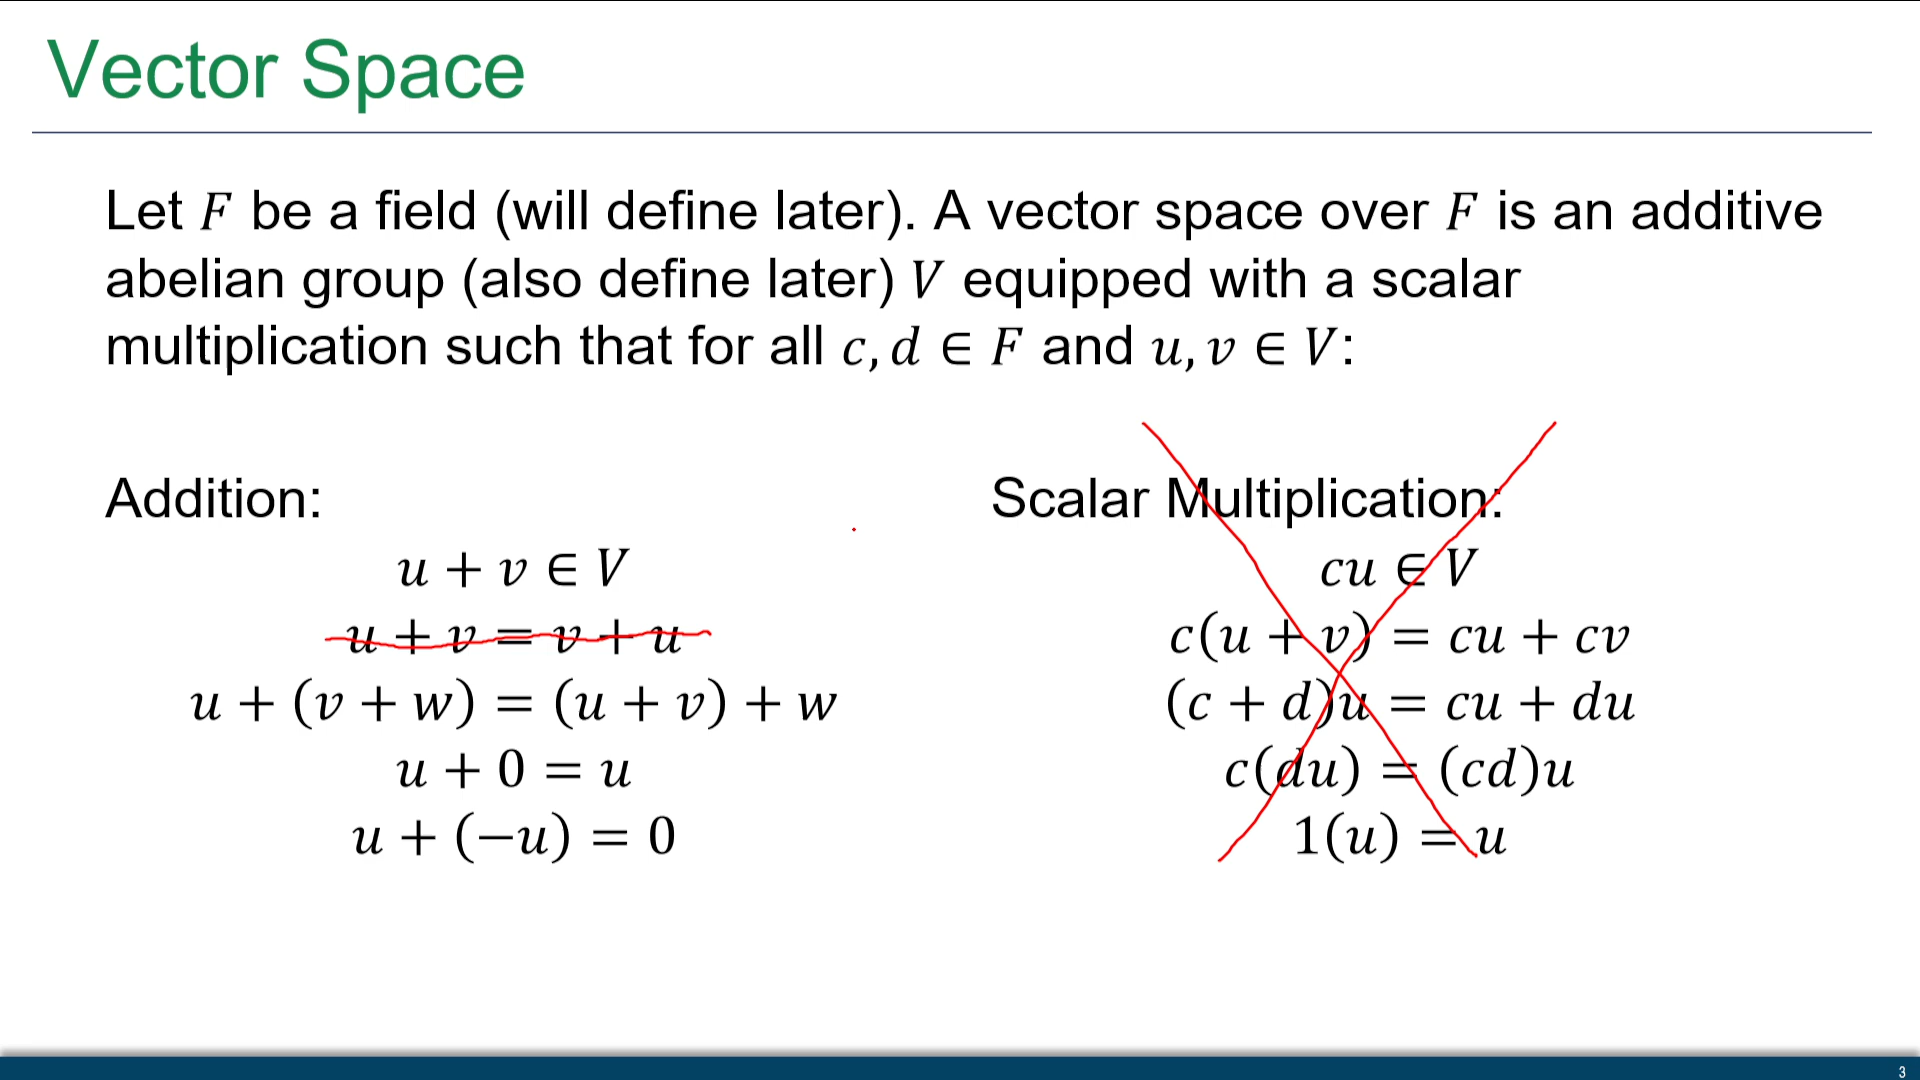 Vector Space
Let F be a field (will define later). A vector space over F is an additive
abelian group (also define later) V equipped with a scalar
multiplication such that for all c, d ∈ F and u, v ∈ V:
Addition:
u + v ∈ V
u + v = v + u
u + (v + w) = (u + v) + w
u + 0 = u
u + (−u) = 0
Scalar Multiplication:
cu ∈ V
c(u + v) = cu + cv
(c + d)u = cu + du
c(du) = (cd)u
1(u) = u
3